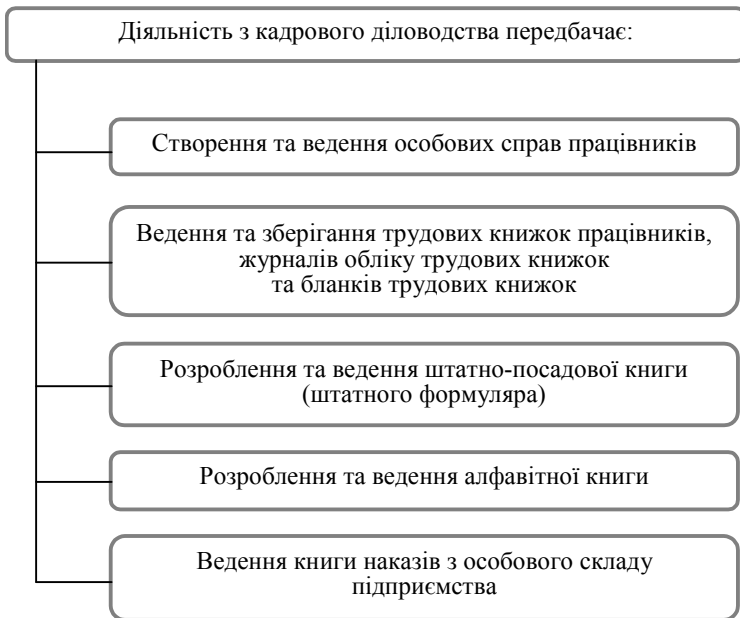 Діяльність з кадрового діловодства передбачає:
Створення та ведення особових справ працівників
Ведення та зберігання трудових книжок працівників,
журналів обліку трудових книжок
та бланків трудових книжок
Розроблення та ведення штатно-посадової книги
(штатного формуляра)
Розроблення та ведення алфавітної книги
Ведення книги наказів з особового складу
підприємства